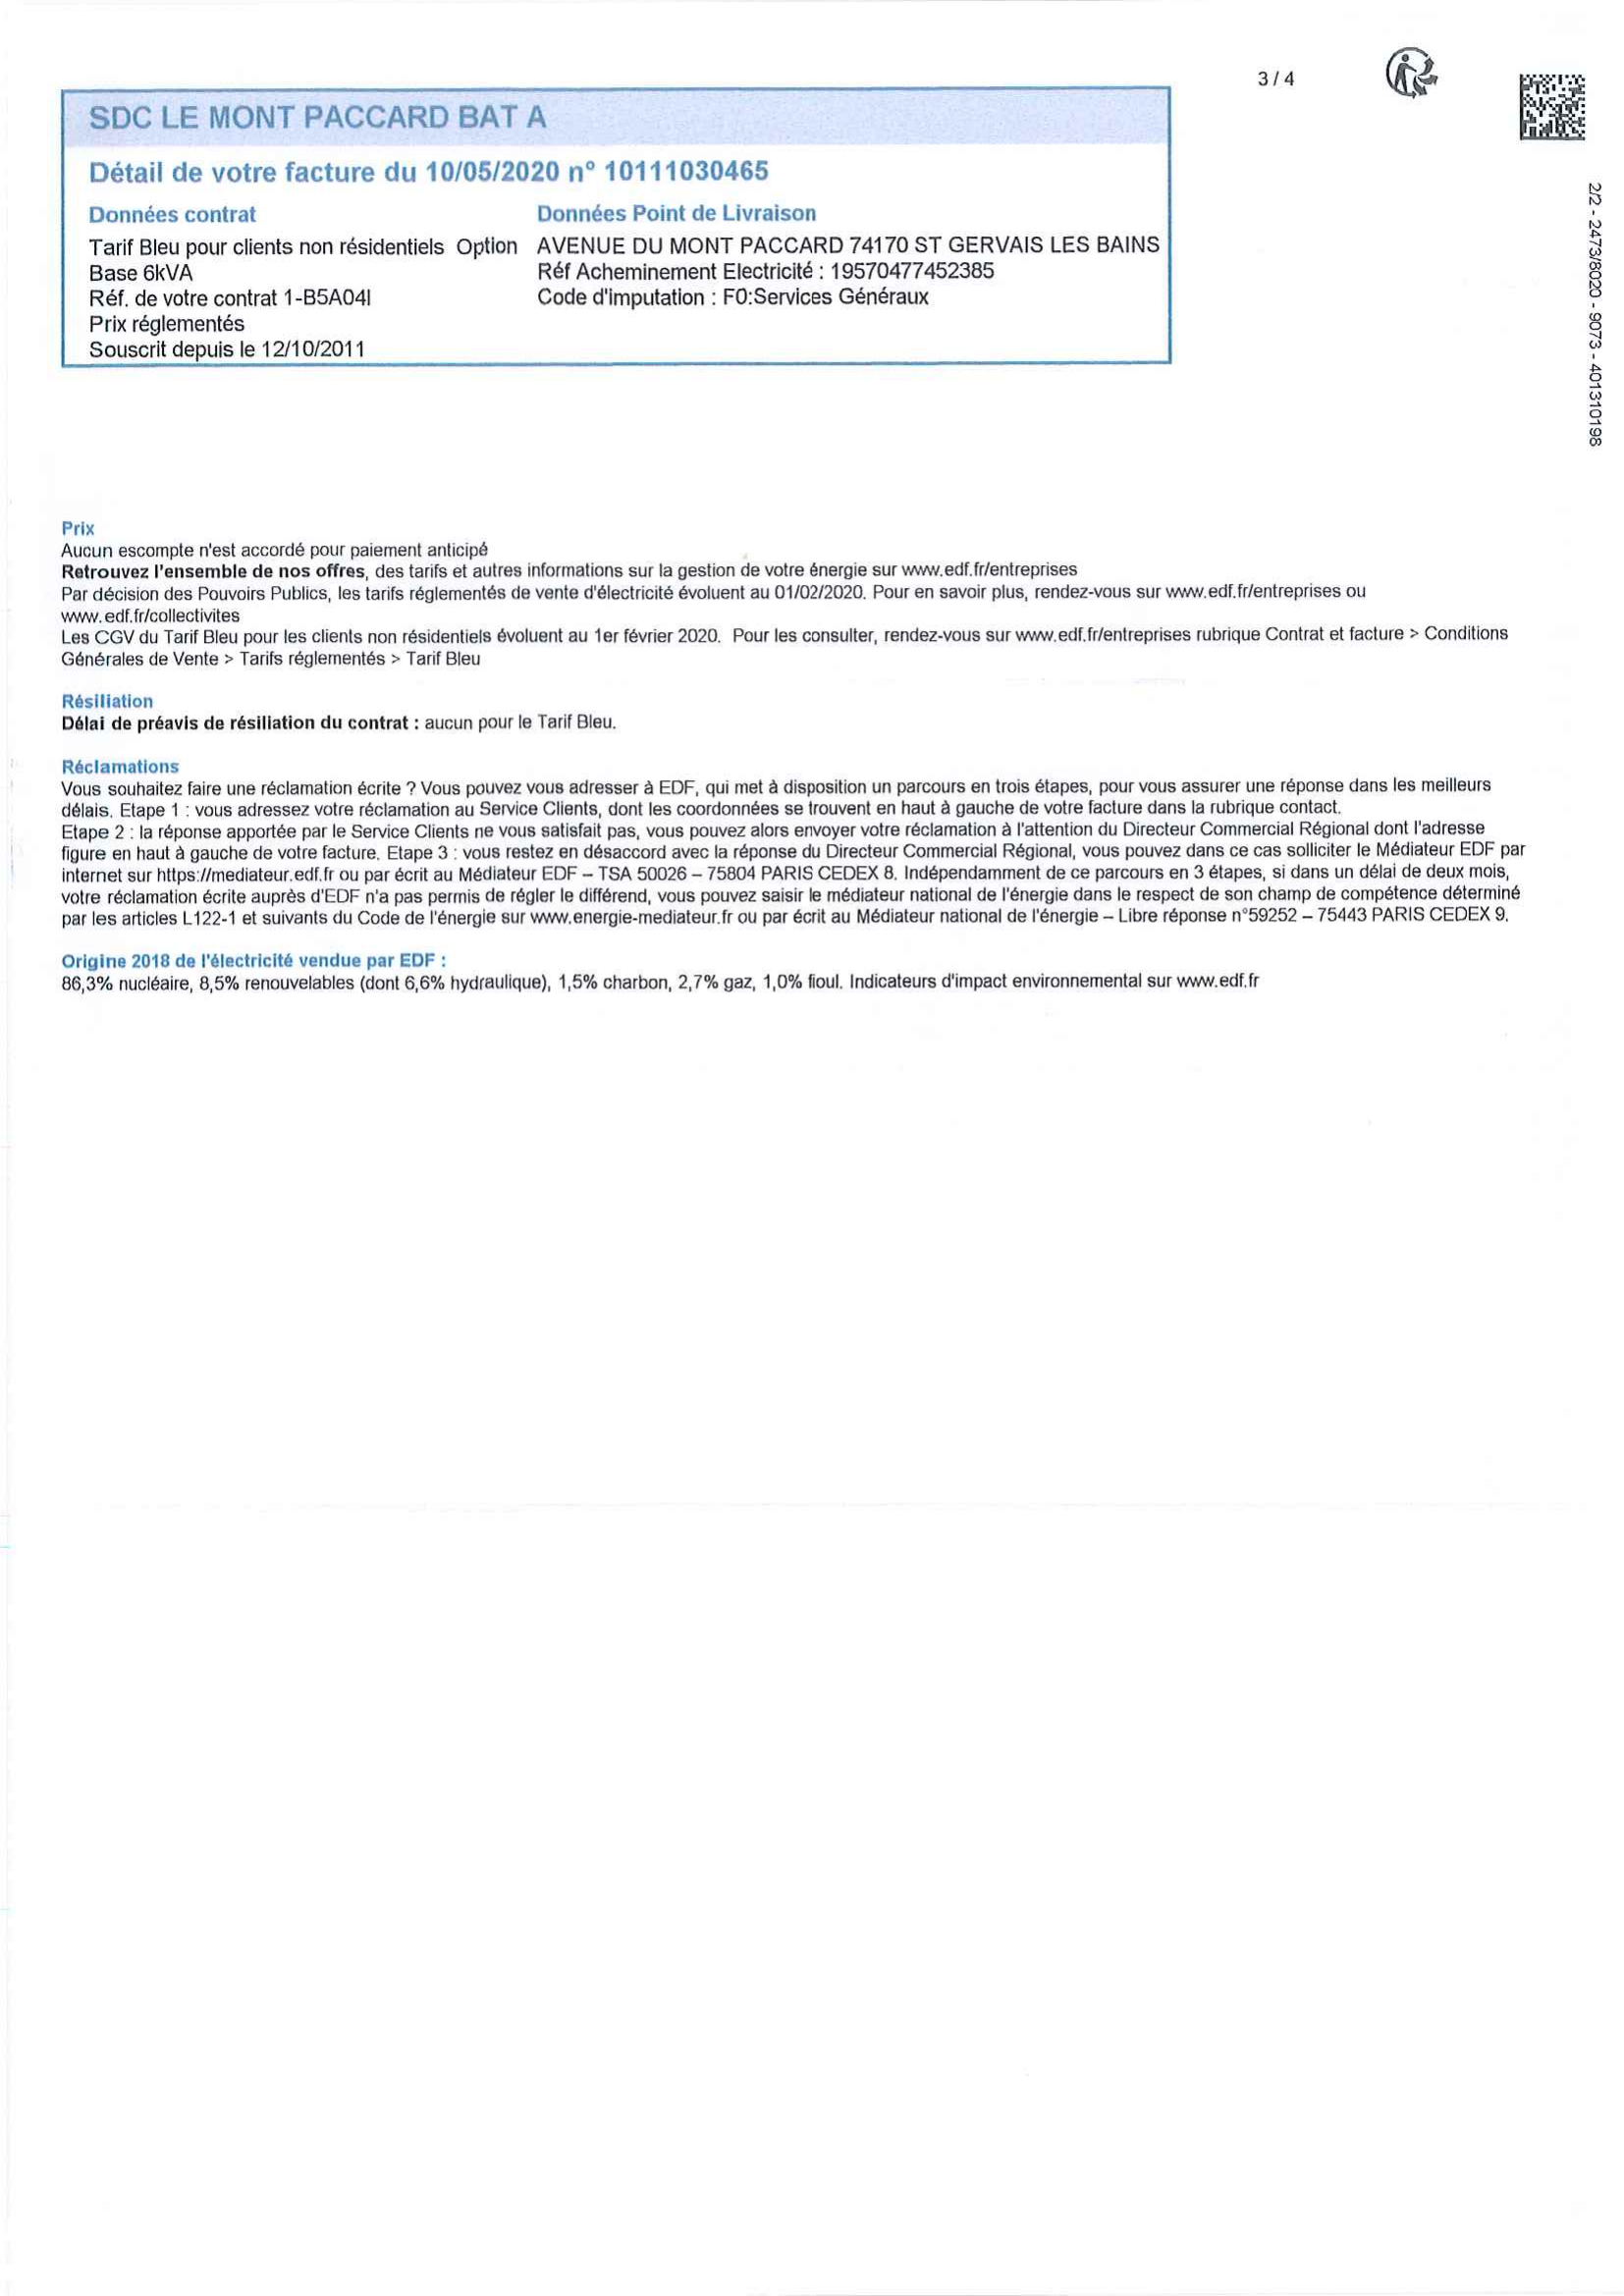 3 / 4
SDC LE MONT PACCARD BAT A
Détail de votre facture du 10/05/2020 n° 10111030465
Données contrat
Tarif Bleu pour clients non résidentiels Option
Base 6kVA
Réf. de votre contrat 1-B5A04I
Prix réglementés
Souscrit depuis le 12/10/2011
Données Point de Livraison
AVENUE DU MONT PACCARD 74170 ST GERVAIS LES BAINS
Réf Acheminement Electricité : 19570477452385
Code d'imputation : F0:Services Généraux
2/2 - 2473/8020 - 9073 - 401310198
Prix
Aucun escompte n'est accordé pour paiement anticipé
Retrouvez l'ensemble de nos offres, des tarifs et autres informations sur la gestion de votre énergie sur www.edf.fr/entreprises
Par décision des Pouvoirs Publics, les tarifs réglementés de vente d'électricité évoluent au 01/02/2020. Pour en savoir plus, rendez-vous sur www.edf.fr/entreprises ou
www.edf.fr/collectivites
Les CGV du Tarif Bleu pour les clients non résidentiels évoluent au 1er février 2020. Pour les consulter, rendez-vous sur www.edf.fr/entreprises rubrique Contrat et facture > Conditions
Générales de Vente > Tarifs réglementés > Tarif Bleu
Résiliation
Délai de préavis de résiliation du contrat : aucun pour le Tarif Bleu.
Réclamations
Vous souhaitez faire une réclamation écrite ? Vous pouvez vous adresser à EDF, qui met à disposition un parcours en trois étapes, pour vous assurer une réponse dans les meilleurs
délais. Etape 1 : vous adressez votre réclamation au Service Clients, dont les coordonnées se trouvent en haut à gauche de votre facture dans la rubrique contact.
Etape 2 : la réponse apportée par le Service Clients ne vous satisfait pas, vous pouvez alors envoyer votre réclamation à l'attention du Directeur Commercial Régional dont l'adresse
figure en haut à gauche de votre facture. Etape 3 : vous restez en désaccord avec la réponse du Directeur Commercial Régional, vous pouvez dans ce cas solliciter le Médiateur EDF par
internet sur https://mediateur.edf.fr ou par écrit au Médiateur EDF – TSA 50026 – 75804 PARIS CEDEX 8. Indépendamment de ce parcours en 3 étapes, si dans un délai de deux mois,
votre réclamation écrite auprès d'EDF n'a pas permis de régler le différend, vous pouvez saisir le médiateur national de l'énergie dans le respect de son champ de compétence déterminé
par les articles L122-1 et suivants du Code de l'énergie sur www.energie-mediateur.fr ou par écrit au Médiateur national de l'énergie – Libre réponse n°59252 – 75443 PARIS CEDEX 9.
Origine 2018 de l'électricité vendue par EDF :
86,3% nucléaire, 8,5% renouvelables (dont 6,6% hydraulique), 1,5% charbon, 2,7% gaz, 1,0% fioul. Indicateurs d'impact environnemental sur www.edf.fr